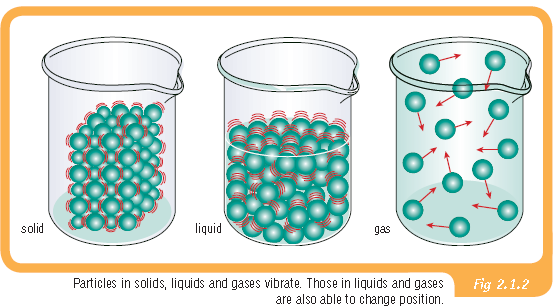 solid
liquid
gas
Particles in solids, liquids and gases vibrate. Those in liquids and gases
are also able to change position.
Fig 2.1.2